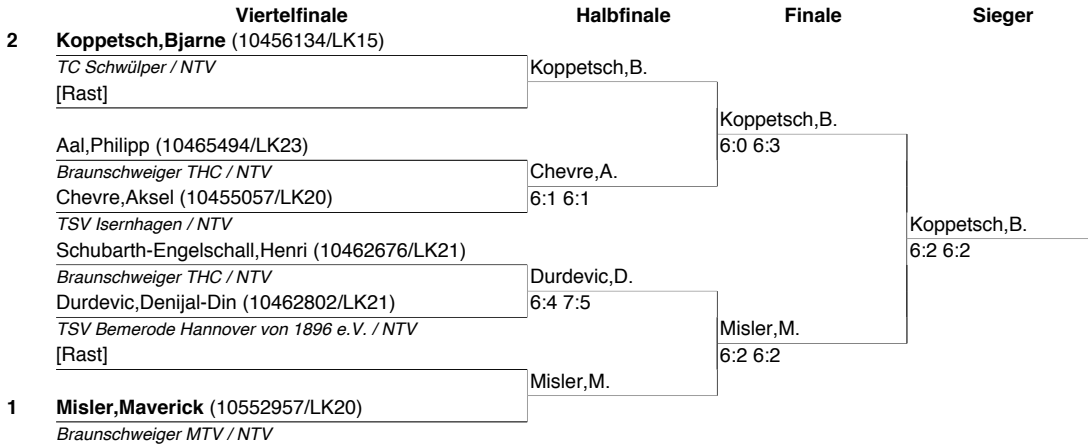 Viertelfinale Halbfinale Finale Sieger
2 Koppetsch,Bjarne (10456134/LK15)
TC Schwülper / NTV
Koppetsch,B.
[Rast]
Koppetsch,B.
Aal,Philipp (10465494/LK23)
6:0 6:3
Braunschweiger THC / NTV
Chevre,A.
Chevre,Aksel (10455057/LK20)
6:1 6:1
TSV Isernhagen / NTV
Koppetsch,B.
Schubarth-Engelschall,Henri (10462676/LK21)
6:2 6:2
Braunschweiger THC / NTV
Durdevic,D.
Durdevic,Denijal-Din (10462802/LK21)
6:4 7:5
TSV Bemerode Hannover von 1896 e.V. / NTV
Misler,M.
[Rast]
6:2 6:2
Misler,M.
1 Misler,Maverick (10552957/LK20)
Braunschweiger MTV / NTV